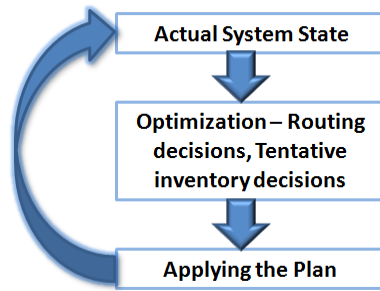 Actual System State
Optimization – Routing
decisions, Tentative
inventory decisions
Applying the Plan